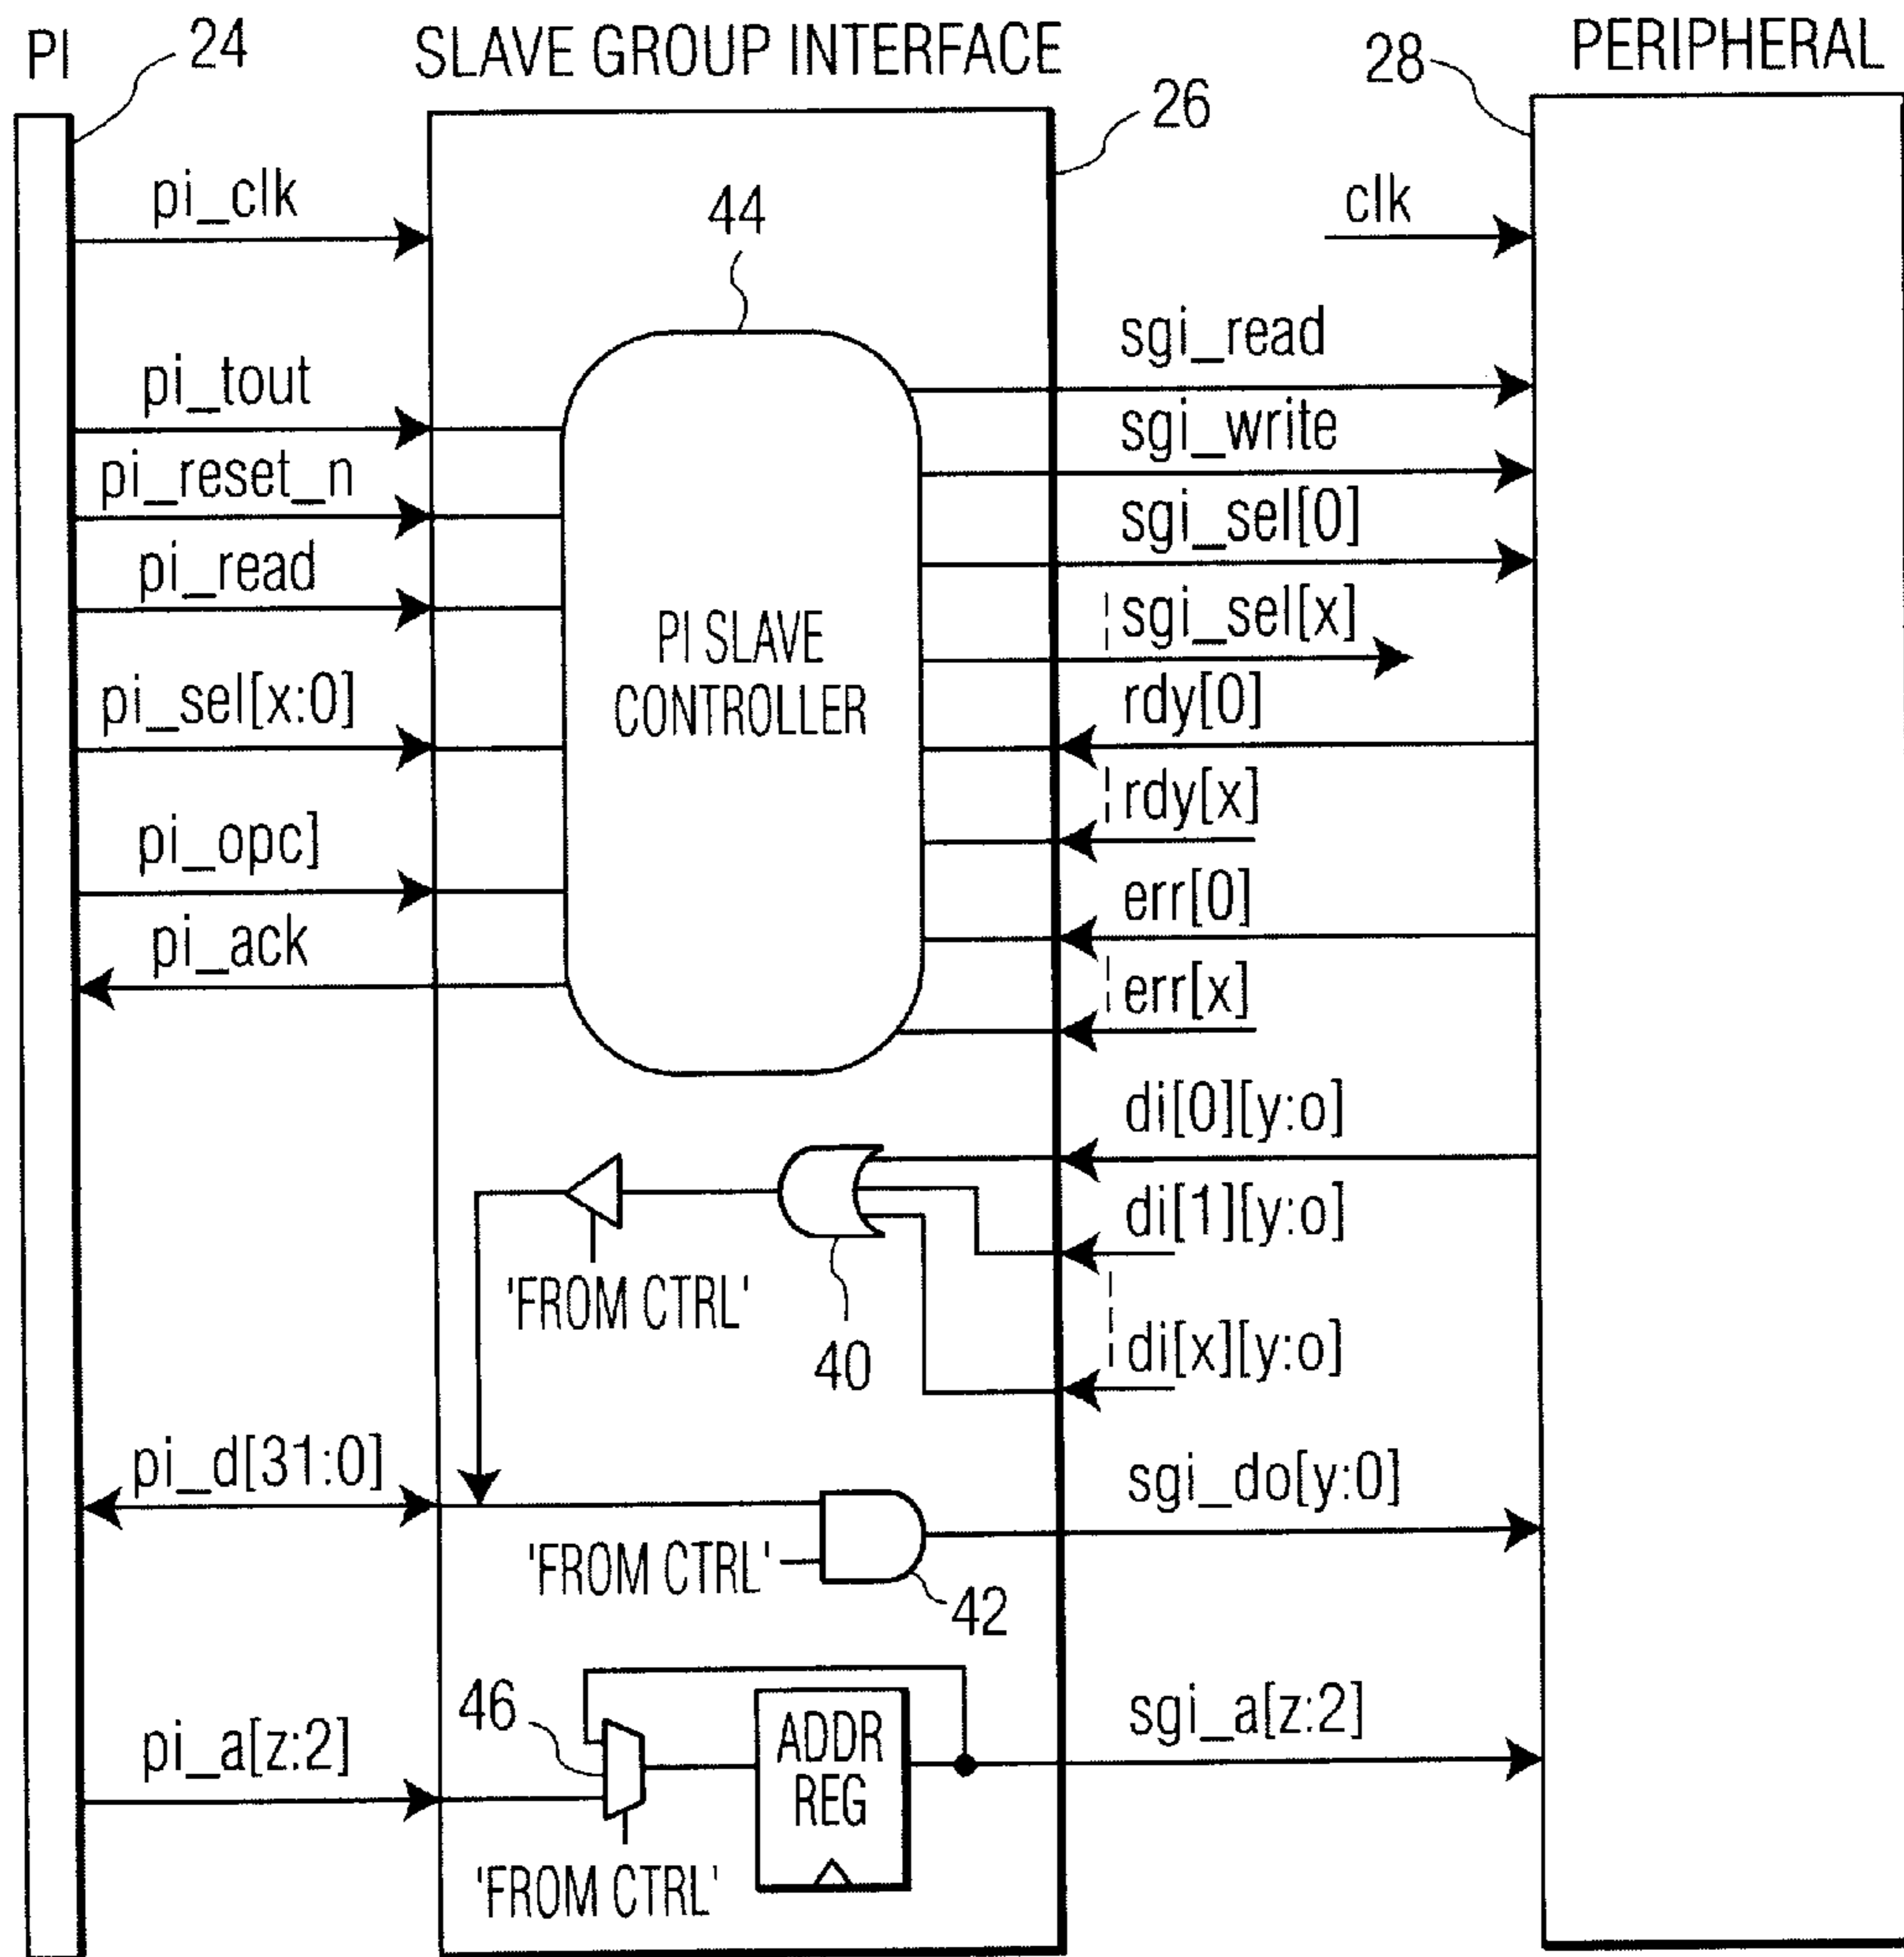 PI
24
SLAVE GROUP INTERFACE
26
28
PERIPHERAL
pi_clk
clk
44
pi_tout
pi_reset_n
pi_read
pi_sel[x:0]
pi_opc]
pi_ack
PI SLAVE
CONTROLLER
sgi_read
sgi_write
sgi_sel[0]
sgi_sel[x]
rdy[0]
rdy[x]
err[0]
err[x]
di[0][y:o]
di[1][y:o]
di[x][y:o]
'FROM CTRL'
40
pi_d[31:0]
'FROM CTRL'
42
sgi_do[y:0]
46
pi_a[z:2]
ADDR
REG
'FROM CTRL'
sgi_a[z:2]